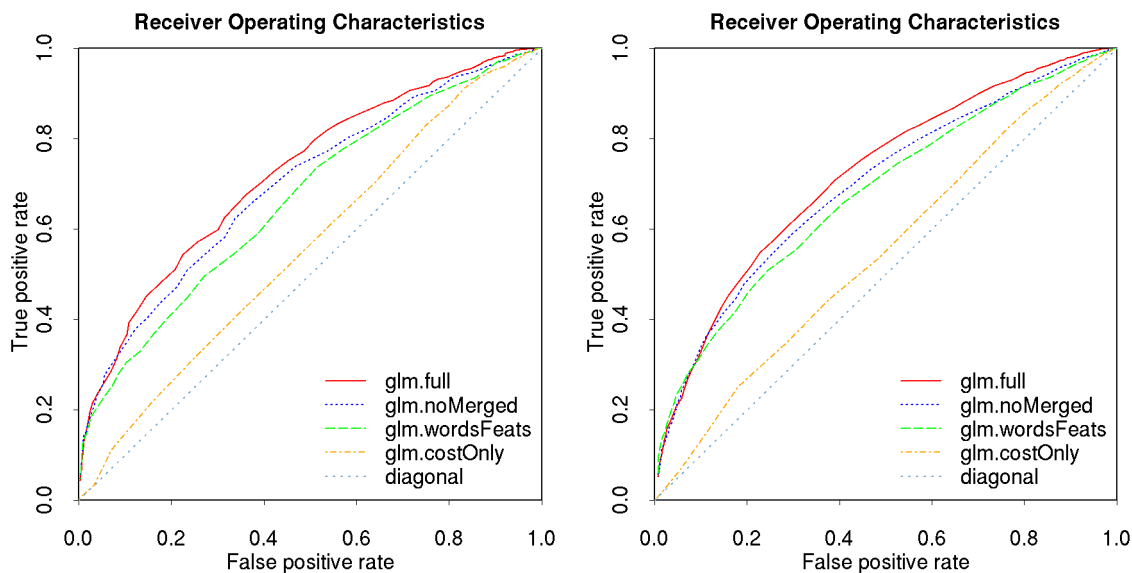 Receiver Operating Characteristics
True positive rate
1.0
0.8
0.6
0.4
0.2
0.0
glm.full
glm.noMerged
glm.wordsFeats
glm.costOnly
diagonal
0.0 0.2 0.4 0.6 0.8 1.0
False positive rate
Receiver Operating Characteristics
True positive rate
1.0
0.8
0.6
0.4
0.2
0.0
glm.full
glm.noMerged
glm.wordsFeats
glm.costOnly
diagonal
0.0 0.2 0.4 0.6 0.8 1.0
False positive rate